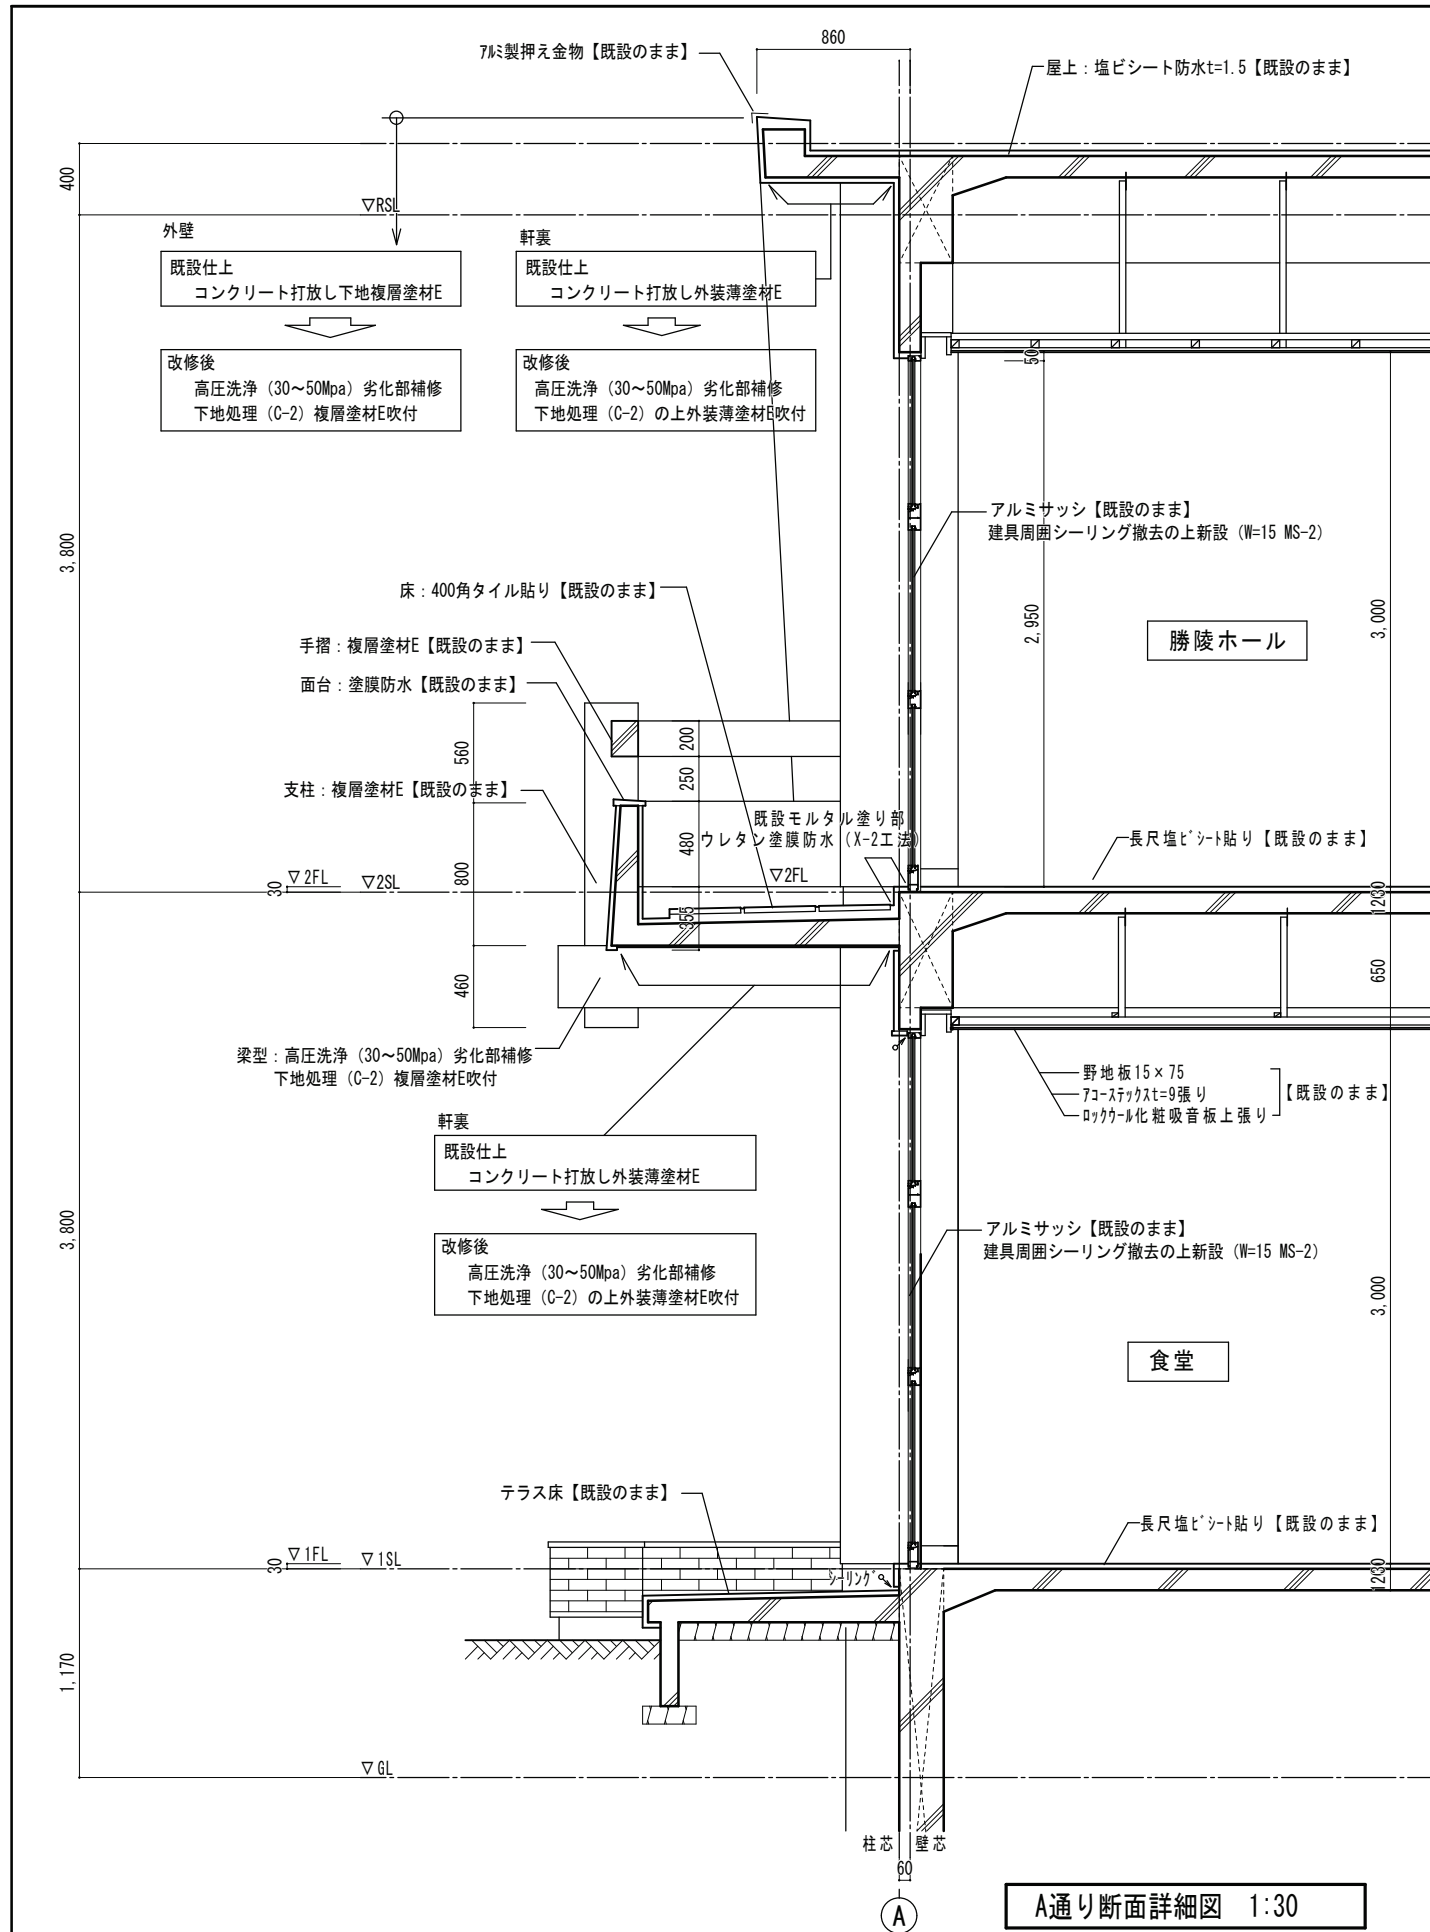 860
アルミ製押え金物【既設のまま】
屋上：塩ビシート防水t=1.5【既設のまま】
400
▽RSL
外壁
既設仕上
コンクリート打放し下地複層塗材E
改修後
高圧洗浄（30～50Mpa）劣化部補修
下地処理（C-2）複層塗材E吹付
軒裏
既設仕上
コンクリート打放し外装薄塗材E
改修後
高圧洗浄（30～50Mpa）劣化部補修
下地処理（C-2）の上外装薄塗材E吹付
50
3,800
アルミサッシ【既設のまま】
建具周囲シーリング撤去の上新設（W=15 MS-2）
床：400角タイル貼り【既設のまま】
手摺：複層塗材E【既設のまま】
面台：塗膜防水【既設のまま】
支柱：複層塗材E【既設のまま】
2,950
3,000
勝陵ホール
560
800
460
200
250
480
355
既設モルタル塗り部
ウレタン塗膜防水（X-2工法）
長尺塩ビシート貼り【既設のまま】
30
▽2FL
▽2SL
▽2FL
12
30
650
梁型：高圧洗浄（30～50Mpa）劣化部補修
下地処理（C-2）複層塗材E吹付
野地板15×75
アコーステックスt=9張り
ロックウール化粧吸音板上張り
【既設のまま】
軒裏
既設仕上
コンクリート打放し外装薄塗材E
改修後
高圧洗浄（30～50Mpa）劣化部補修
下地処理（C-2）の上外装薄塗材E吹付
3,800
アルミサッシ【既設のまま】
建具周囲シーリング撤去の上新設（W=15 MS-2）
3,000
食堂
テラス床【既設のまま】
長尺塩ビシート貼り【既設のまま】
30
▽1FL
▽1SL
シーリング
12
30
1,170
▽GL
柱芯
壁芯
60
A
A通り断面詳細図 1:30